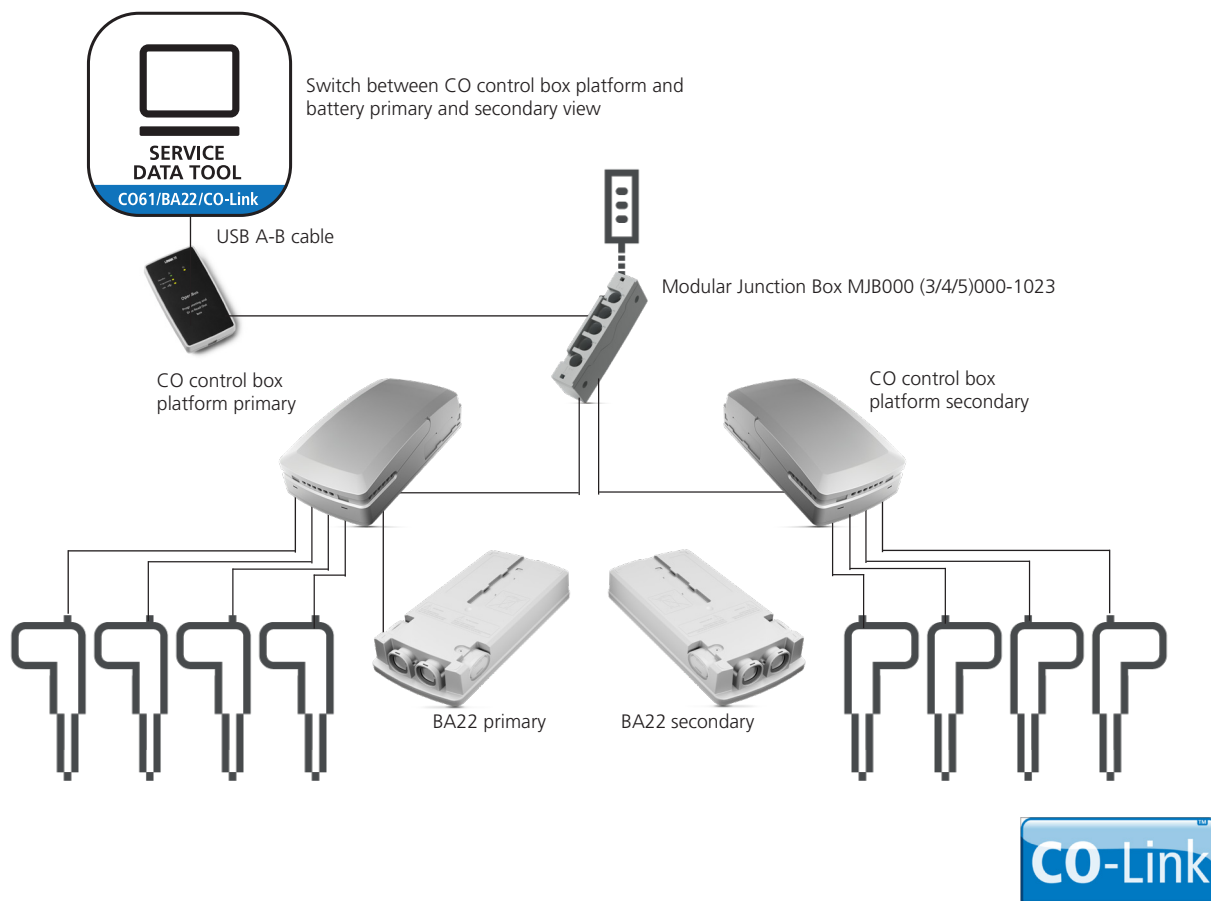 Switch between CO control box platform and
battery primary and secondary view
SERVICE
DATA TOOL
CO61/BA22/CO-Link
USB A-B cable
Modular Junction Box MJB000 (3/4/5)000-1023
CO control box
platform primary
CO control box
platform secondary
BA22 primary
BA22 secondary
CO-Link™